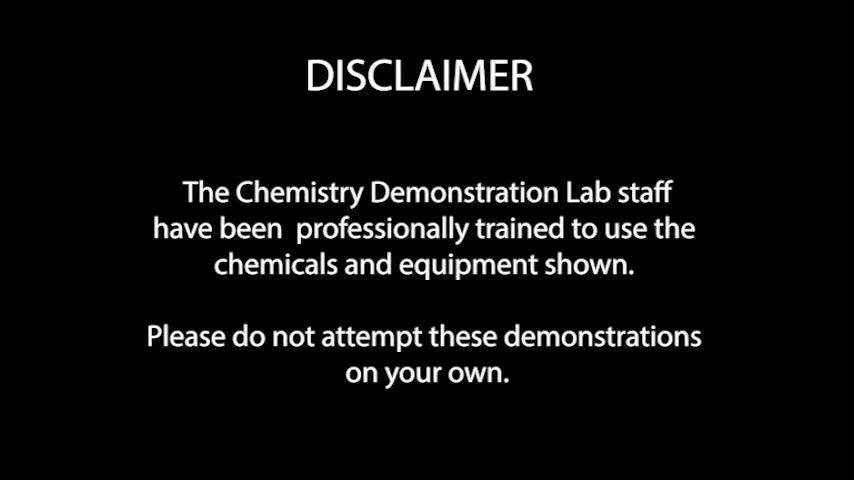 DISCLAIMER
The Chemistry Demonstration Lab staff
have been  professionally trained to use the
chemicals and equipment shown.
Please do not attempt these demonstrations
on your own.